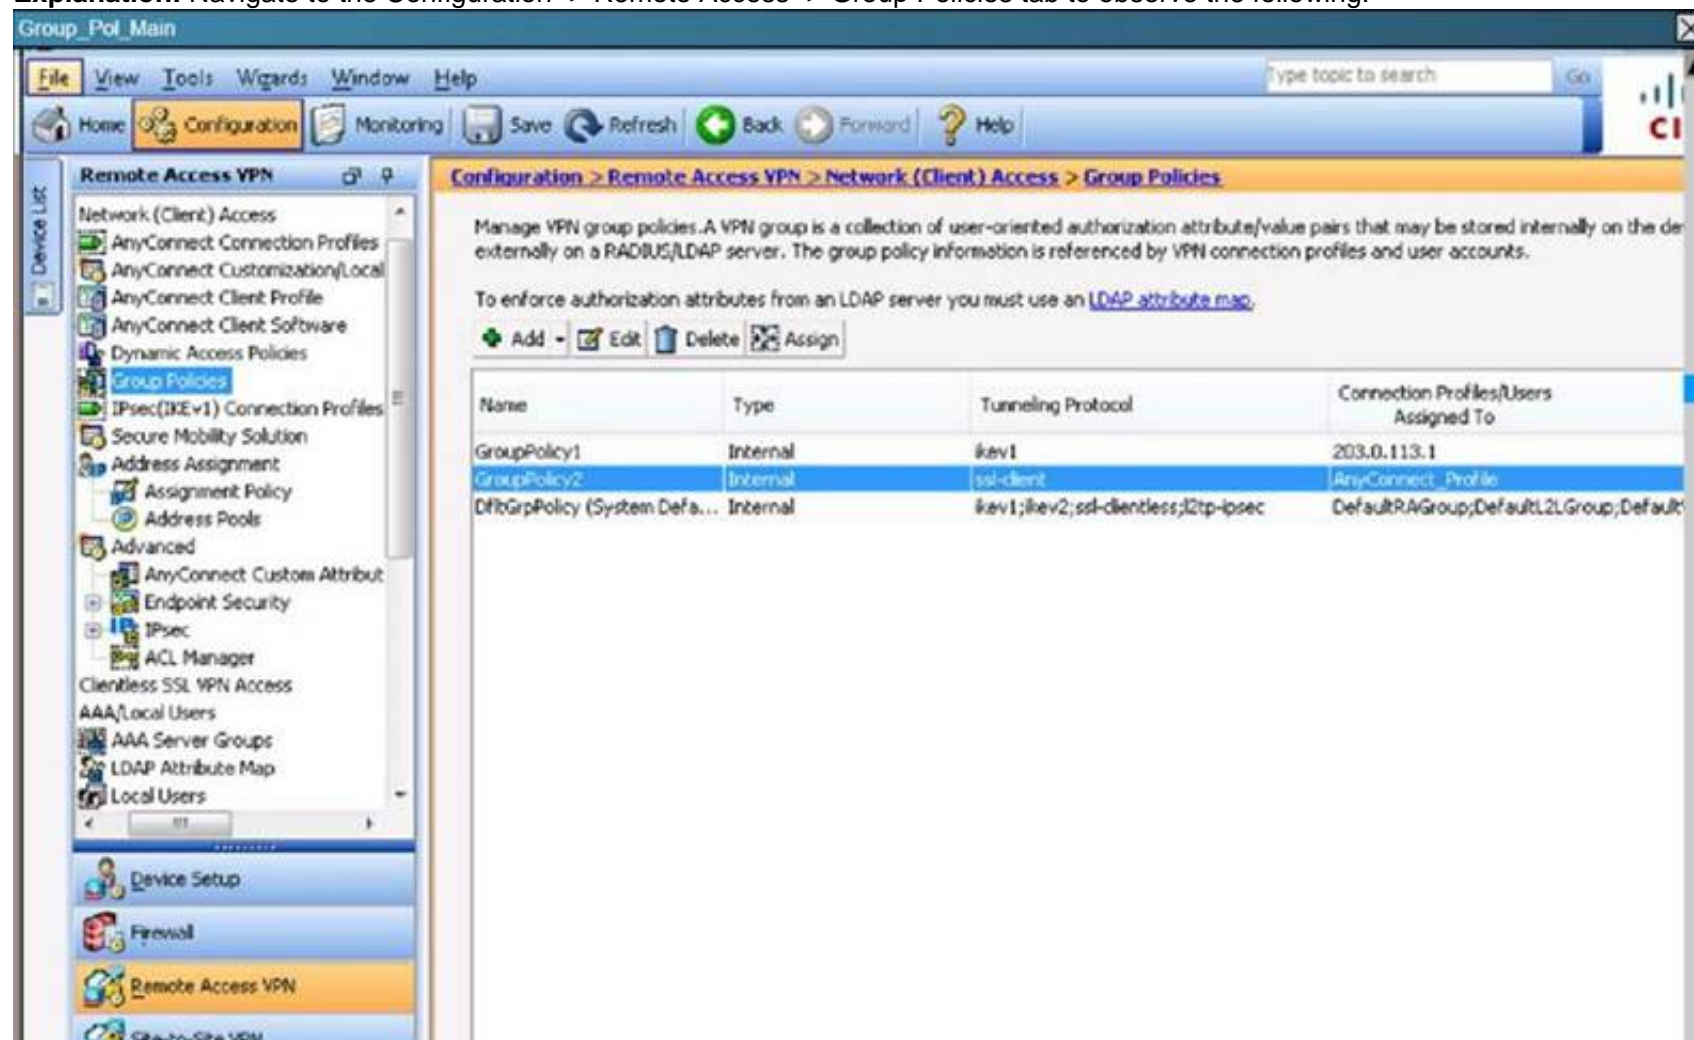 Explanation: Navigate to the Configuration -> Remote Access -> Group Policies tab to observe the following:
Group_Pol_Main
File View Tools Wizards Window Help
Type topic to search Go
Home Configuration Monitoring Save Refresh Back Forward Help
CI
Device List
Remote Access VPN
Network (Client) Access
AnyConnect Connection Profiles
AnyConnect Customization/Local
AnyConnect Client Profile
AnyConnect Client Software
Dynamic Access Policies
Group Policies
IPsec(IKEv1) Connection Profiles
Secure Mobility Solution
Address Assignment
Assignment Policy
Address Pools
Advanced
AnyConnect Custom Attribut
Endpoint Security
IPsec
ACL Manager
Clientless SSL VPN Access
AAA/Local Users
AAA Server Groups
LDAP Attribute Map
Local Users
Device Setup
Firewall
Remote Access VPN
Site-to-Site VPN
Configuration > Remote Access VPN > Network (Client) Access > Group Policies
Manage VPN group policies.A VPN group is a collection of user-oriented authorization attribute/value pairs that may be stored internally on the de
externally on a RADIUS/LDAP server. The group policy information is referenced by VPN connection profiles and user accounts.
To enforce authorization attributes from an LDAP server you must use an LDAP attribute map.
Add Edit Delete Assign
Name Type Tunneling Protocol Connection Profiles/Users
Assigned To
GroupPolicy1 Internal ikev1 203.0.113.1
GroupPolicy2 Internal ssl-client AnyConnect_Profile
DfltGrpPolicy (System Defa... Internal ikev1;ikev2;ssl-clientless;l2tp-ipsec DefaultRAGroup;DefaultL2LGroup;Default